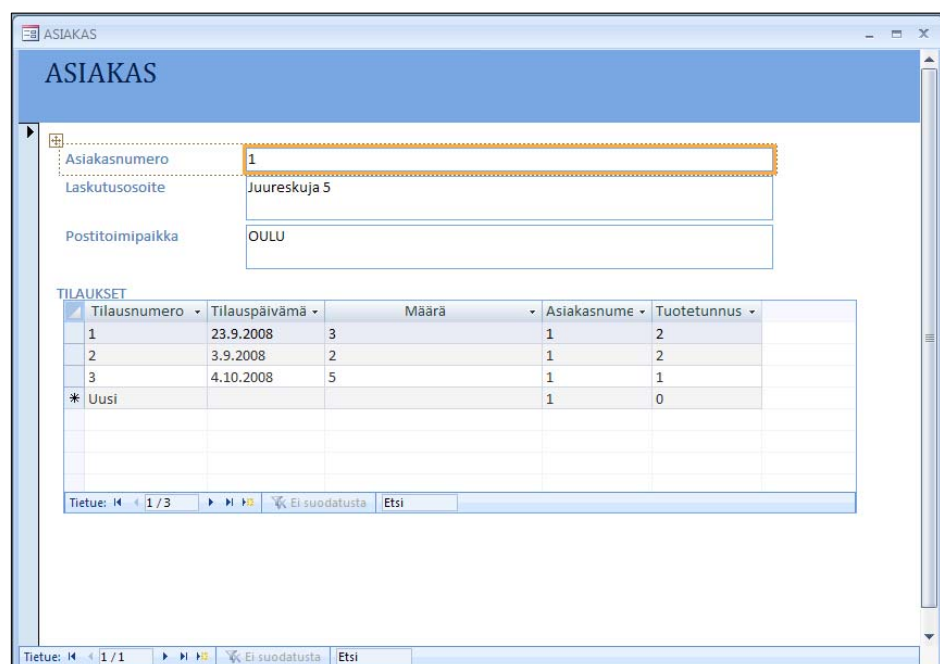 ASIAKAS
ASIAKAS
Asiakasnumero 1
Laskutusosoite Juureskuja 5
Postitoimipaikka OULU
TILAUKSET
Tilausnumero Tilauspäivämä Määrä Asiakasnume Tuotetunnus
1 23.9.2008 3 1 2
2 3.9.2008 2 1 2
3 4.10.2008 5 1 1
Uusi 1 0
Tietue: 1 / 3 Ei suodatusta Etsi
Tietue: 1 / 1 Ei suodatusta Etsi